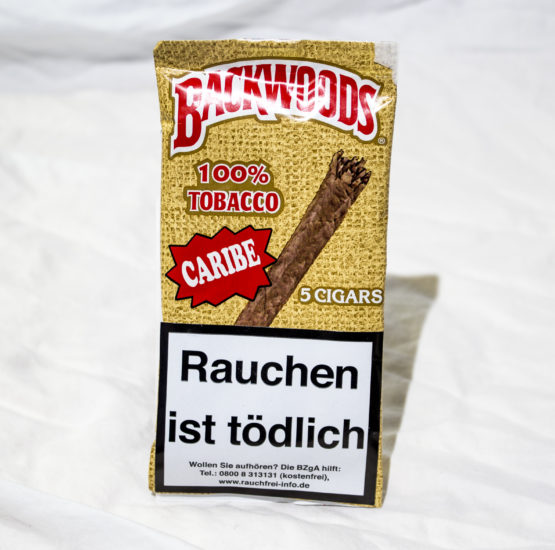 BACKWOODS
100%
TOBACCO
CARIBE
5 CIGARS
Rauchen
ist tödlich
Wollen Sie aufhören? Die BZgA hilft:
Tel.: 0800 8 313131 (kostenfrei),
www.rauchfrei-info.de